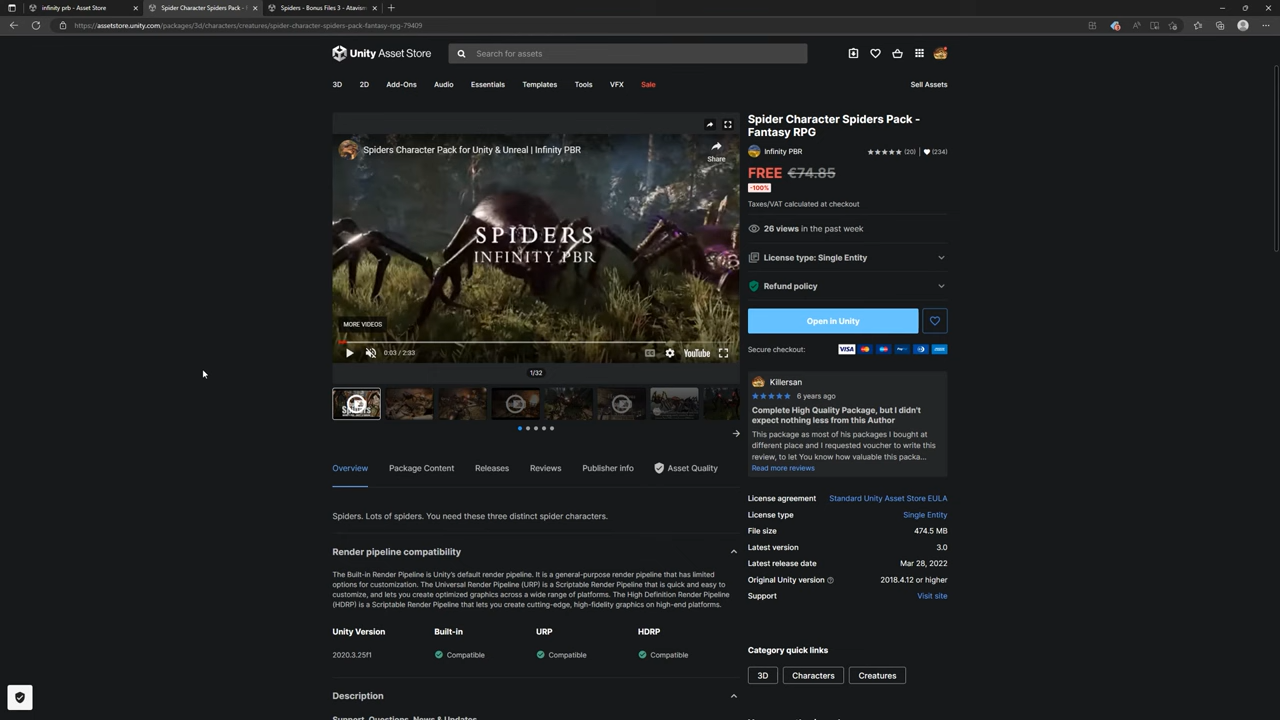 infinity prb - Asset Store
Spider Character Spiders Pack -
Spiders - Bonus Files 3 - Atavism
https://assetstore.unity.com/packages/3d/characters/creatures/spider-character-spiders-pack-fantasy-rpg-79409
Unity Asset Store
Search for assets
3D 2D Add-Ons Audio Essentials Templates Tools VFX Sale Sell Assets
Spiders Character Pack for Unity & Unreal | Infinity PBR
Share
SPIDERS
INFINITY PBR
MORE VIDEOS
0:03 / 2:33
YouTube
1/32
Overview Package Content Releases Reviews Publisher info Asset Quality
Spiders. Lots of spiders. You need these three distinct spider characters.
Render pipeline compatibility
The Built-in Render Pipeline is Unity's default render pipeline. It is a general-purpose render pipeline that has limited
options for customization. The Universal Render Pipeline (URP) is a Scriptable Render Pipeline that is quick and easy to
customize, and lets you create optimized graphics across a wide range of platforms. The High Definition Render Pipeline
(HDRP) is a Scriptable Render Pipeline that lets you create cutting-edge, high-fidelity graphics on high-end platforms.
Unity Version Built-in URP HDRP
2020.3.25f1 Compatible Compatible Compatible
Description
Support, Questions, News & Updates
Spider Character Spiders Pack -
Fantasy RPG
Infinity PBR
(20) | (234)
FREE €74.85
-100%
Taxes/VAT calculated at checkout
26 views in the past week
License type: Single Entity
Refund policy
Open in Unity
Secure checkout: VISA
Killersan
6 years ago
Complete High Quality Package, but I didn't
expect nothing less from this Author
This package as most of his packages I bought at
different place and I requested voucher to write this
review, to let You know how valuable this packa...
Read more reviews
License agreement Standard Unity Asset Store EULA
License type Single Entity
File size 474.5 MB
Latest version 3.0
Latest release date Mar 28, 2022
Original Unity version 2018.4.12 or higher
Support Visit site
Category quick links
3D Characters Creatures